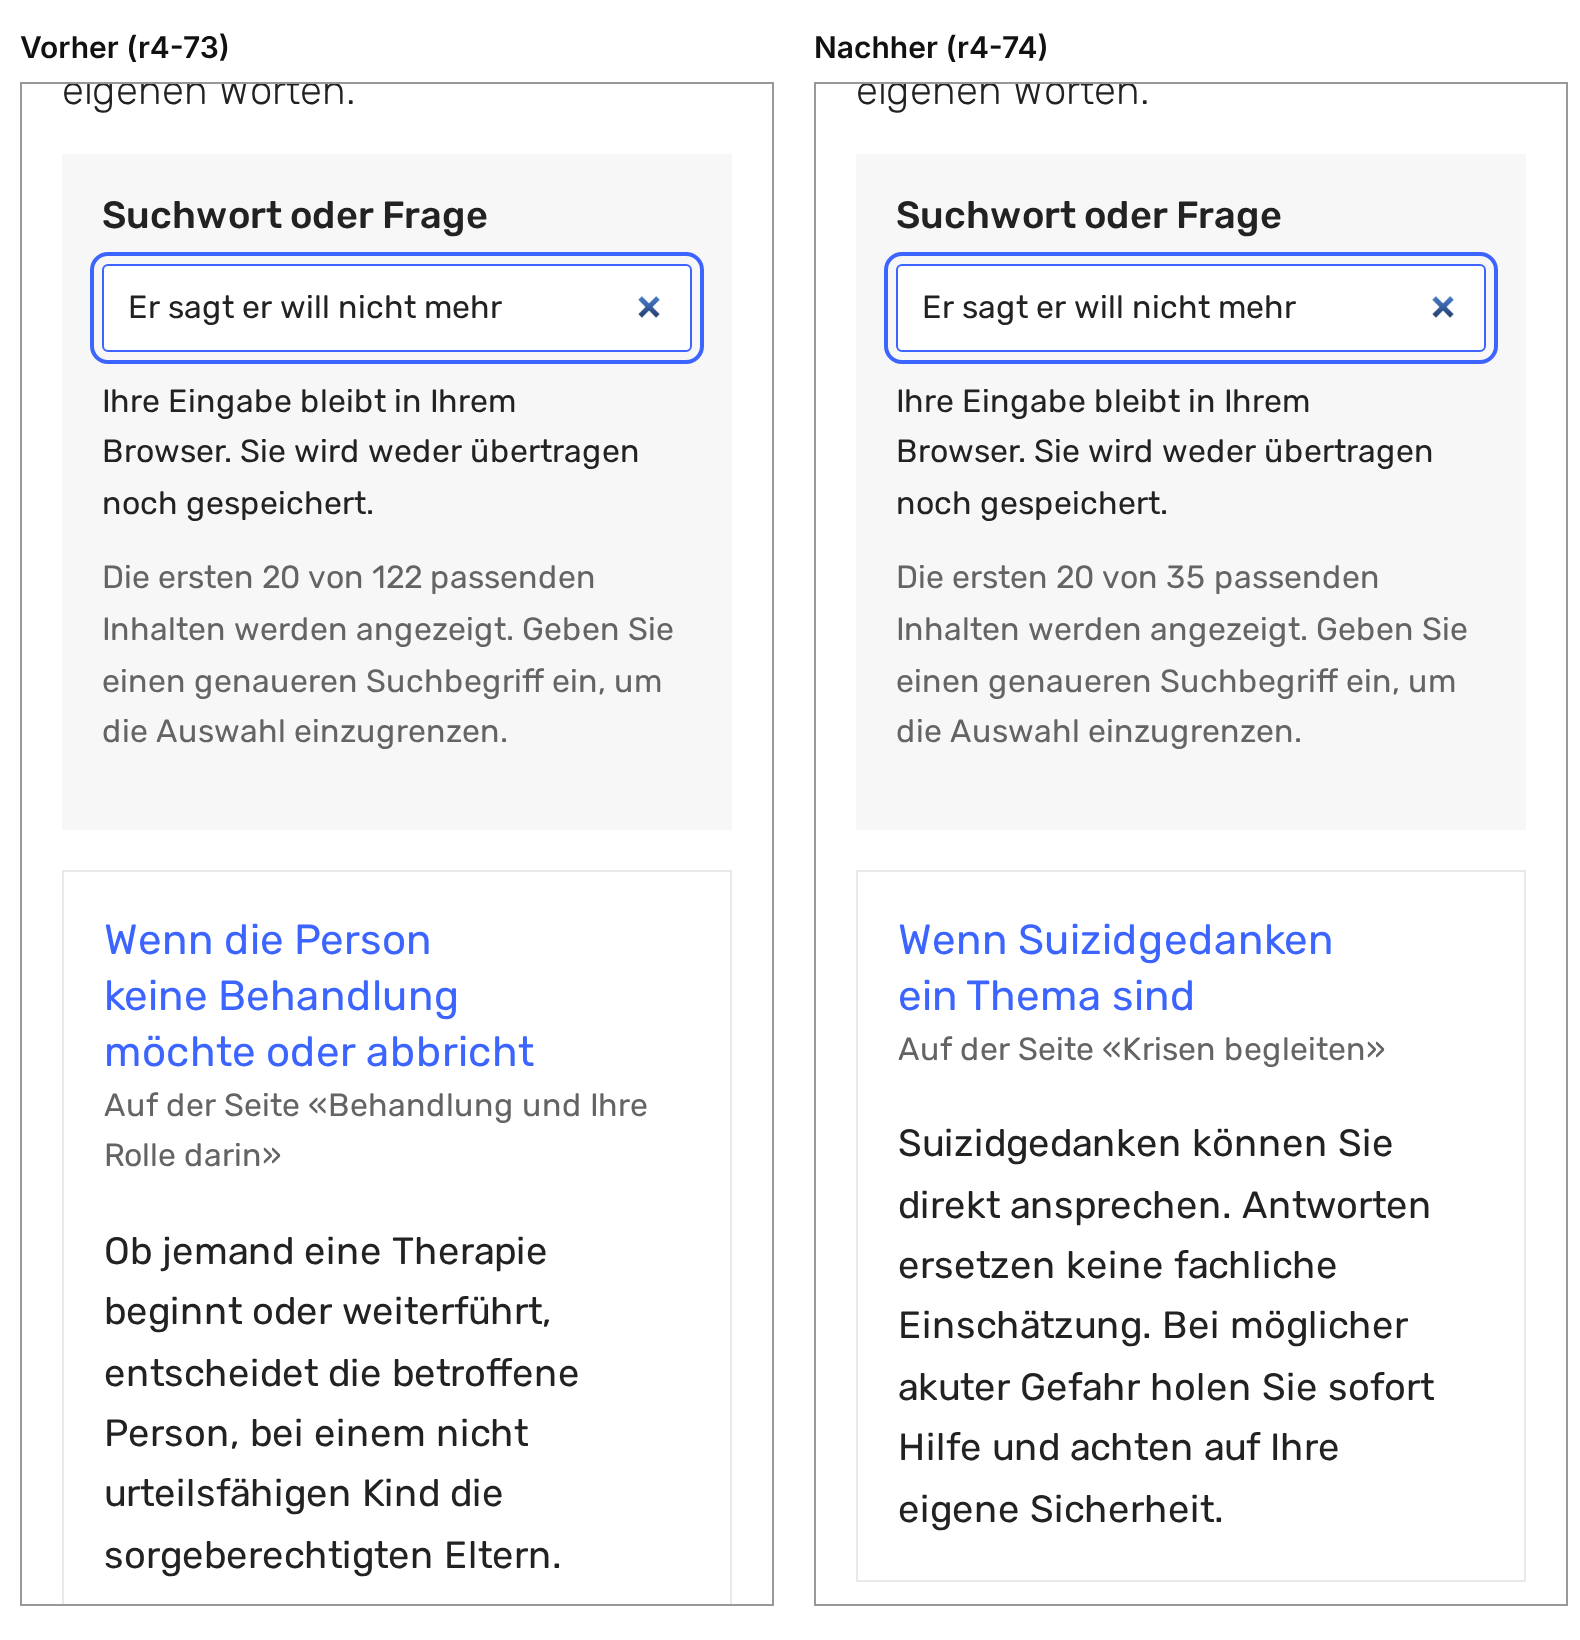 Vorher (r4-73)
eigenen Worten.
Suchwort oder Frage
Er sagt er will nicht mehr
Ihre Eingabe bleibt in Ihrem
Browser. Sie wird weder übertragen
noch gespeichert.
Die ersten 20 von 122 passenden
Inhalten werden angezeigt. Geben Sie
einen genaueren Suchbegriff ein, um
die Auswahl einzugrenzen.
Wenn die Person
keine Behandlung
möchte oder abbricht
Auf der Seite «Behandlung und Ihre
Rolle darin»
Ob jemand eine Therapie
beginnt oder weiterführt,
entscheidet die betroffene
Person, bei einem nicht
urteilsfähigen Kind die
sorgeberechtigten Eltern.
Nachher (r4-74)
eigenen Worten.
Suchwort oder Frage
Er sagt er will nicht mehr
Ihre Eingabe bleibt in Ihrem
Browser. Sie wird weder übertragen
noch gespeichert.
Die ersten 20 von 35 passenden
Inhalten werden angezeigt. Geben Sie
einen genaueren Suchbegriff ein, um
die Auswahl einzugrenzen.
Wenn Suizidgedanken
ein Thema sind
Auf der Seite «Krisen begleiten»
Suizidgedanken können Sie
direkt ansprechen. Antworten
ersetzen keine fachliche
Einschätzung. Bei möglicher
akuter Gefahr holen Sie sofort
Hilfe und achten auf Ihre
eigene Sicherheit.